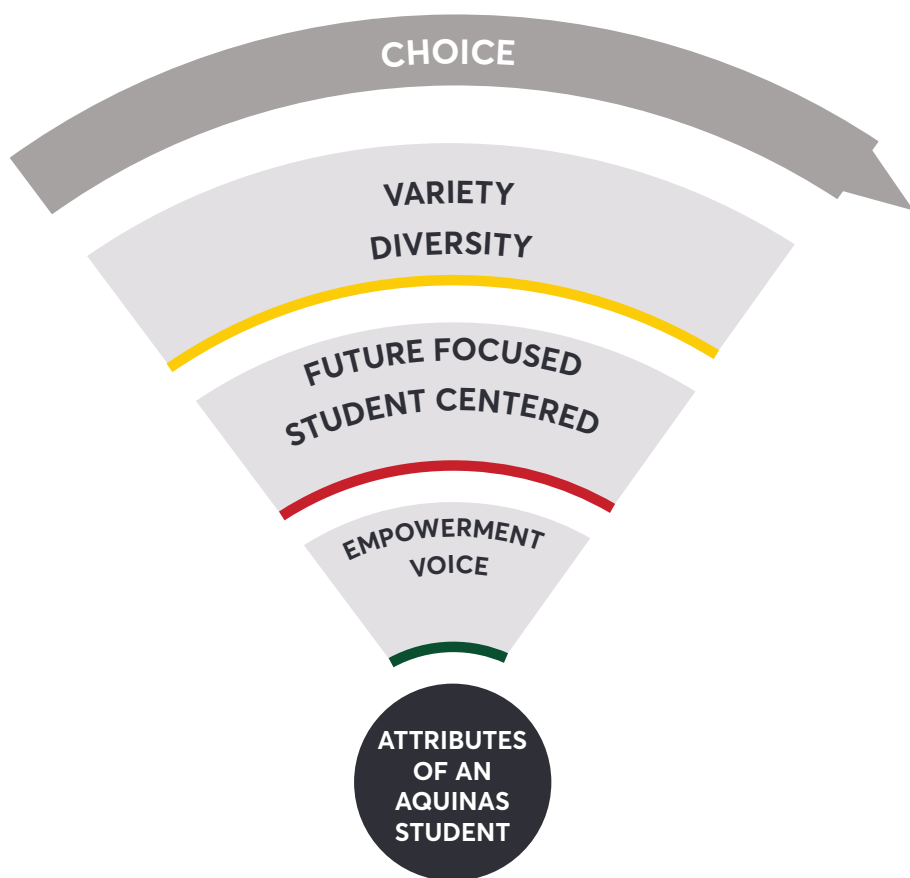 CHOICE
VARIETY
DIVERSITY
FUTURE FOCUSED
STUDENT CENTERED
EMPOWERMENT
VOICE
ATTRIBUTES
OF AN
AQUINAS
STUDENT